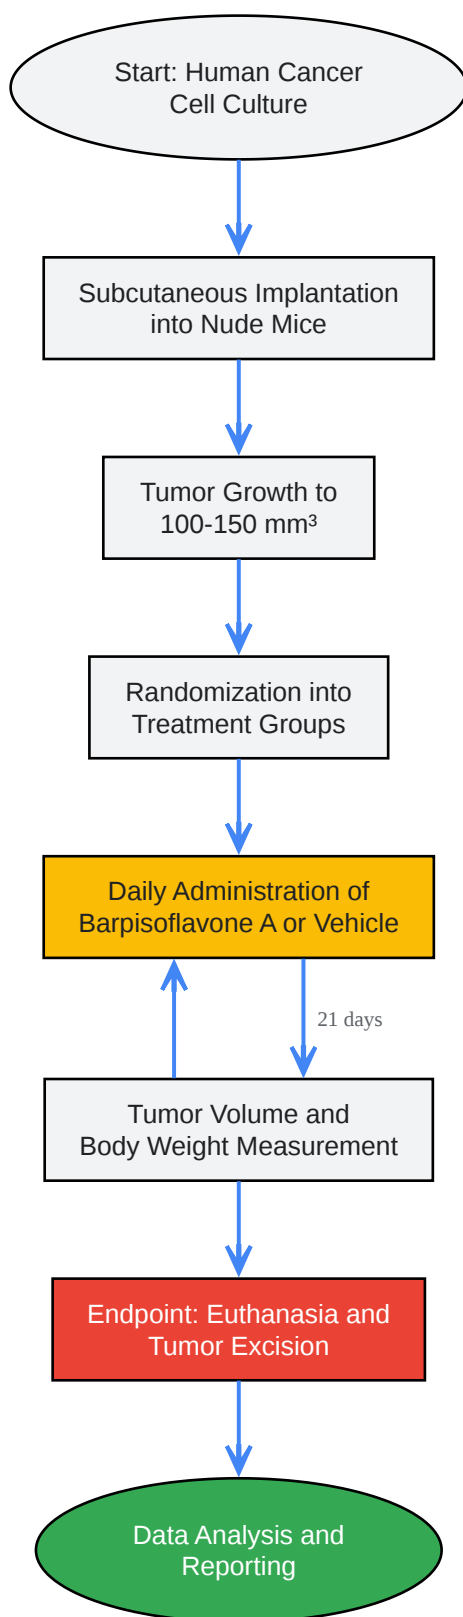 Start: Human Cancer
Cell Culture
Subcutaneous Implantation
into Nude Mice
Tumor Growth to
100-150 mm³
Randomization into
Treatment Groups
Daily Administration of
Barpisoflavone A or Vehicle
21 days
Tumor Volume and
Body Weight Measurement
Endpoint: Euthanasia and
Tumor Excision
Data Analysis and
Reporting